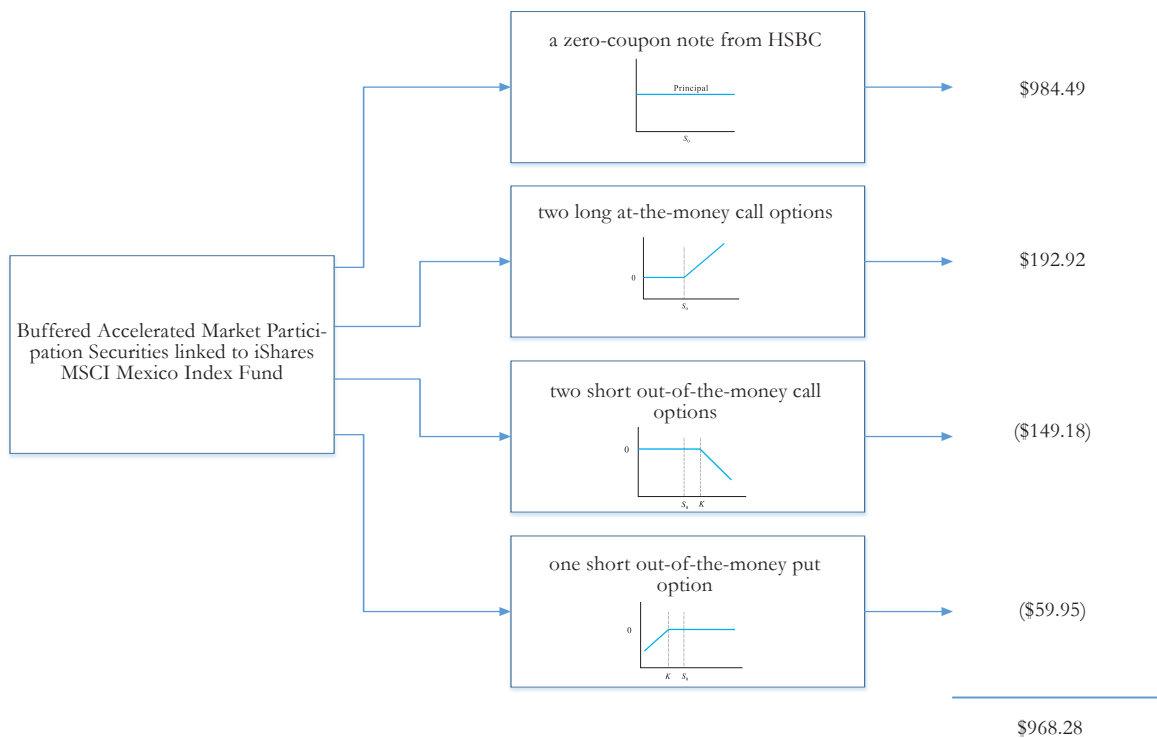 a zero-coupon note from HSBC
Principal
S₀
$984.49
two long at-the-money call options
0
S₀
$192.92
Buffered Accelerated Market Partici-
pation Securities linked to iShares
MSCI Mexico Index Fund
two short out-of-the-money call
options
0
S₀ K
($149.18)
one short out-of-the-money put
option
0
K S₀
($59.95)
$968.28